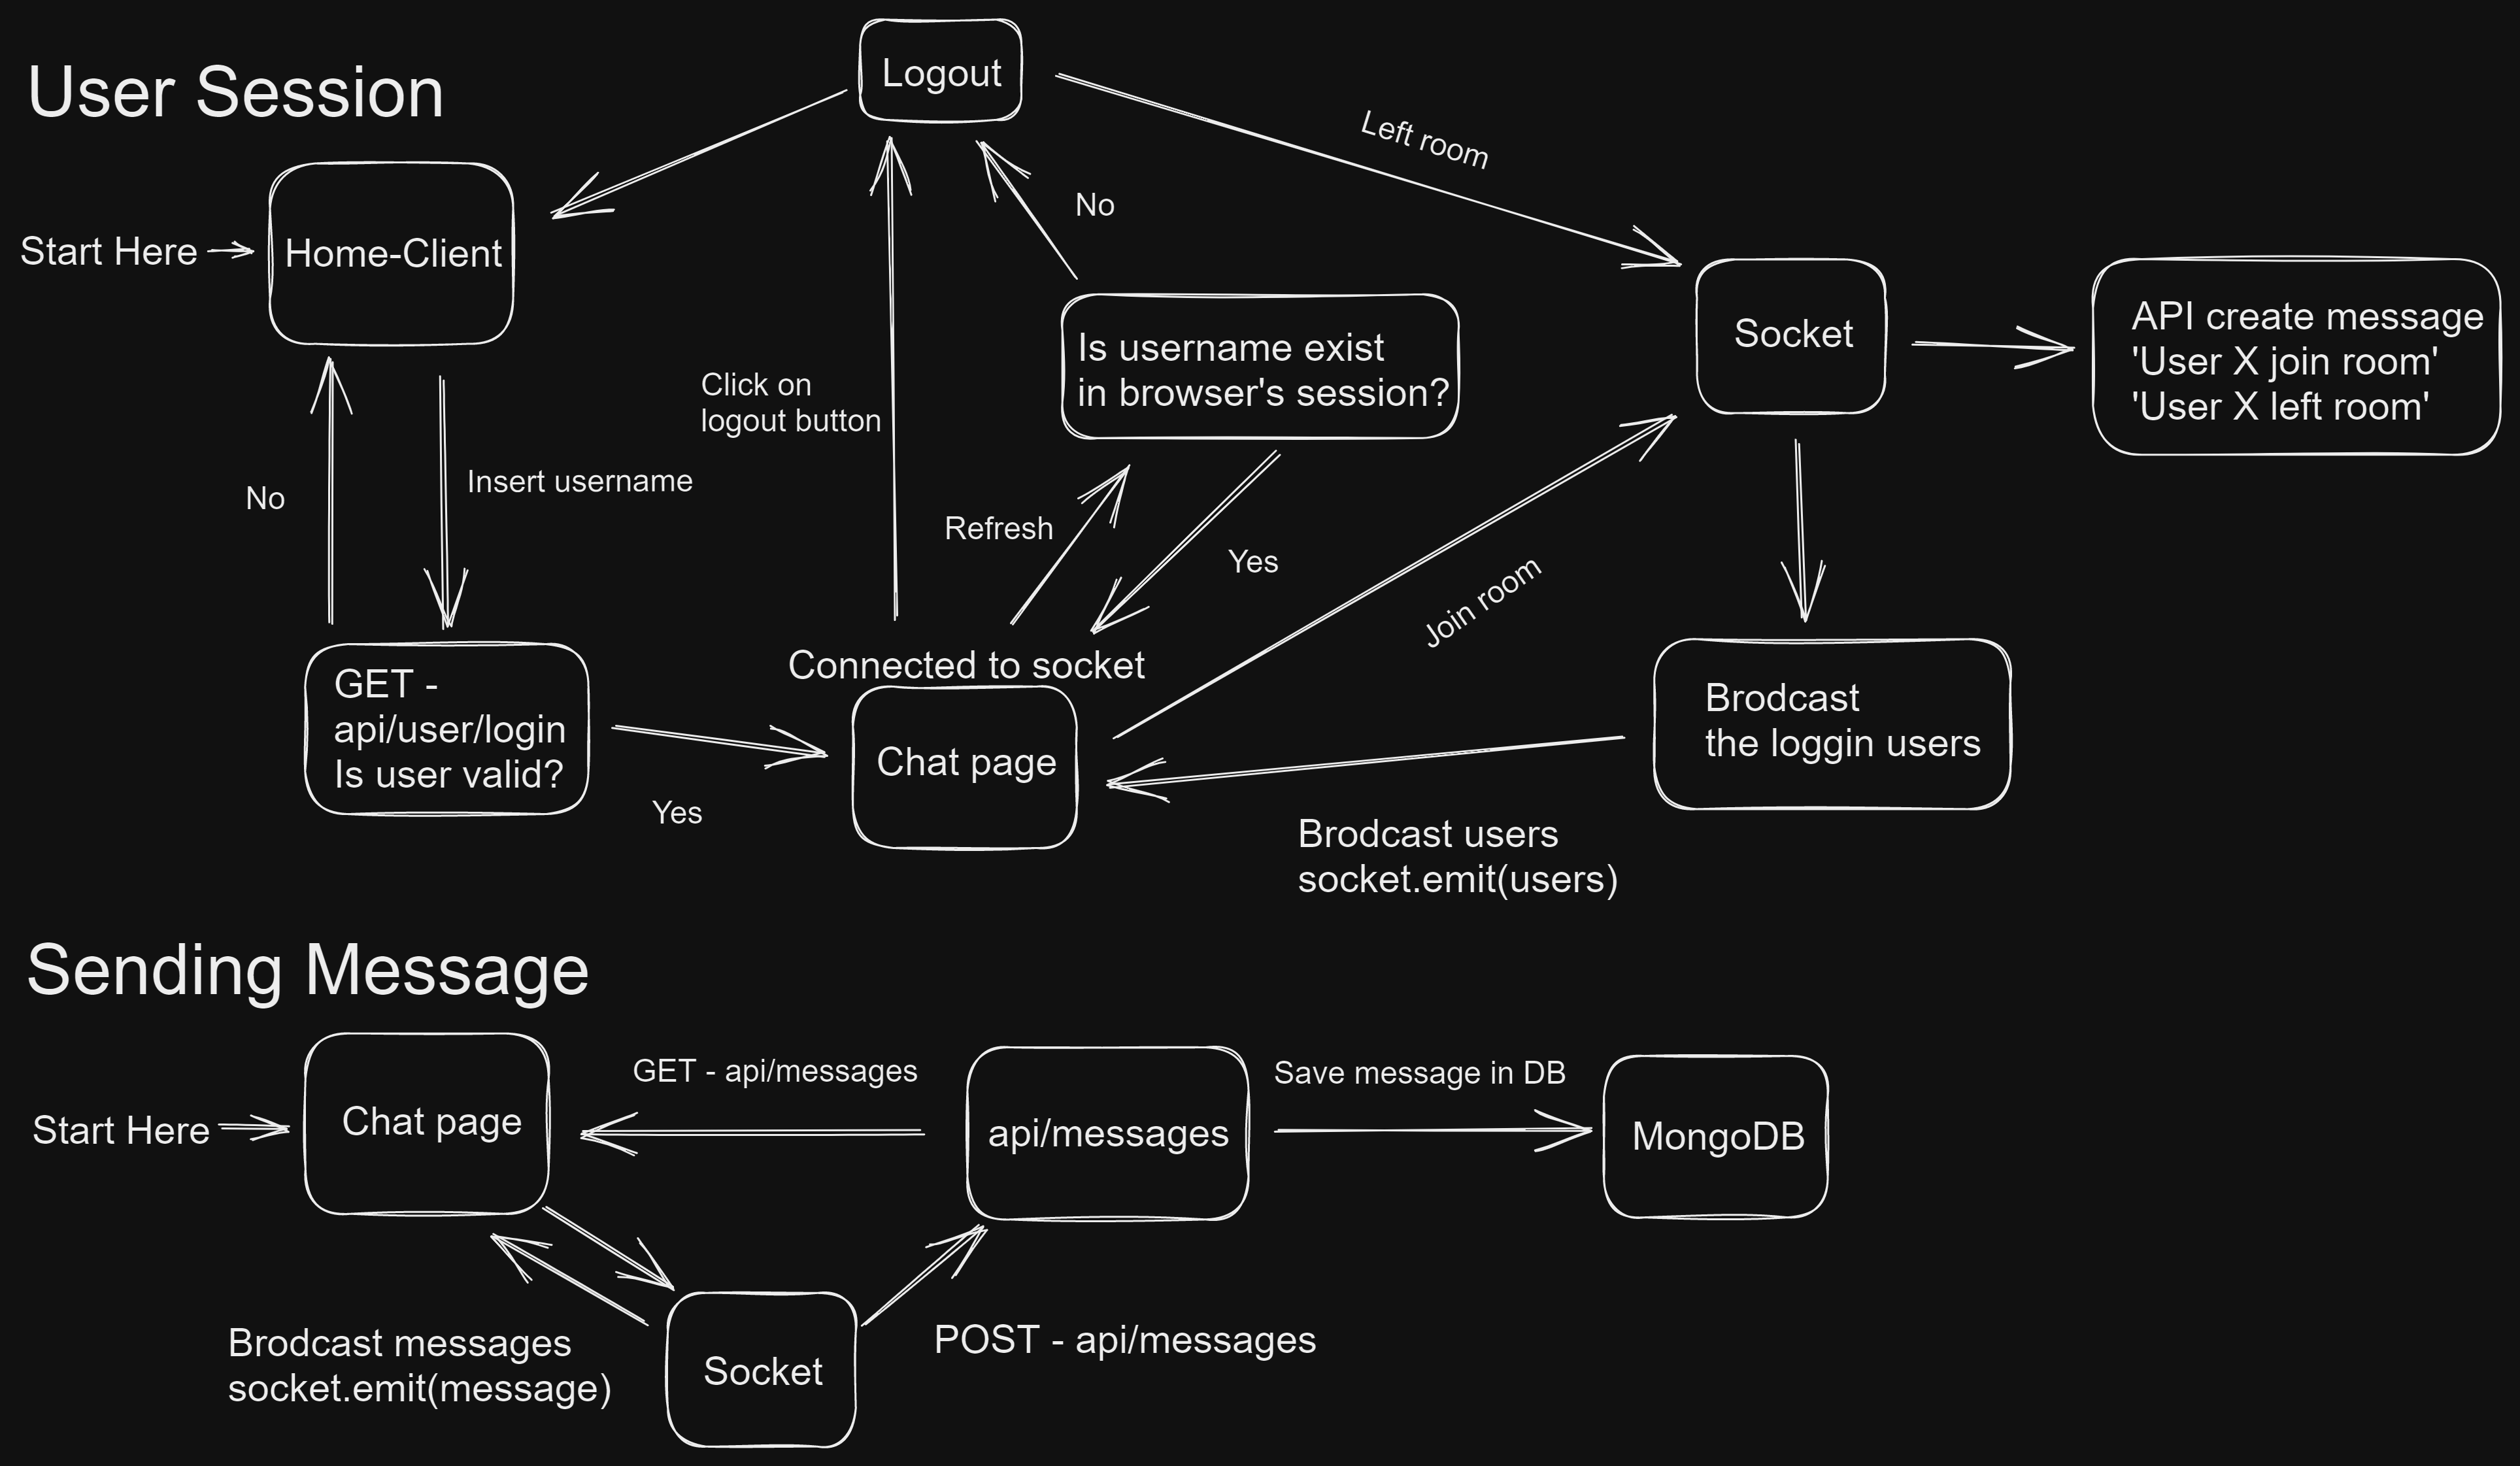 User Session
Logout
Left room
No
Start Here
Home-Client
Socket
API create message
'User X join room'
'User X left room'
Is username exist
in browser's session?
Click on
logout button
No
Insert username
Refresh
Yes
Join room
Connected to socket
GET -
api/user/login
Is user valid?
Yes
Chat page
Brodcast
the loggin users
Brodcast users
socket.emit(users)
Sending Message
Start Here
Chat page
GET - api/messages
api/messages
Save message in DB
MongoDB
Brodcast messages
socket.emit(message)
Socket
POST - api/messages